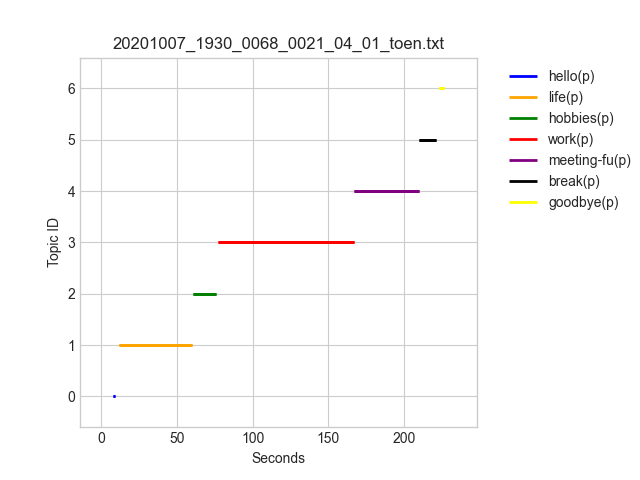 20201007_1930_0068_0021_04_01_toen.txt
hello(p)
life(p)
hobbies(p)
work(p)
meeting-fu(p)
break(p)
goodbye(p)
Topic ID
6
5
4
3
2
1
0
0 50 100 150 200
Seconds